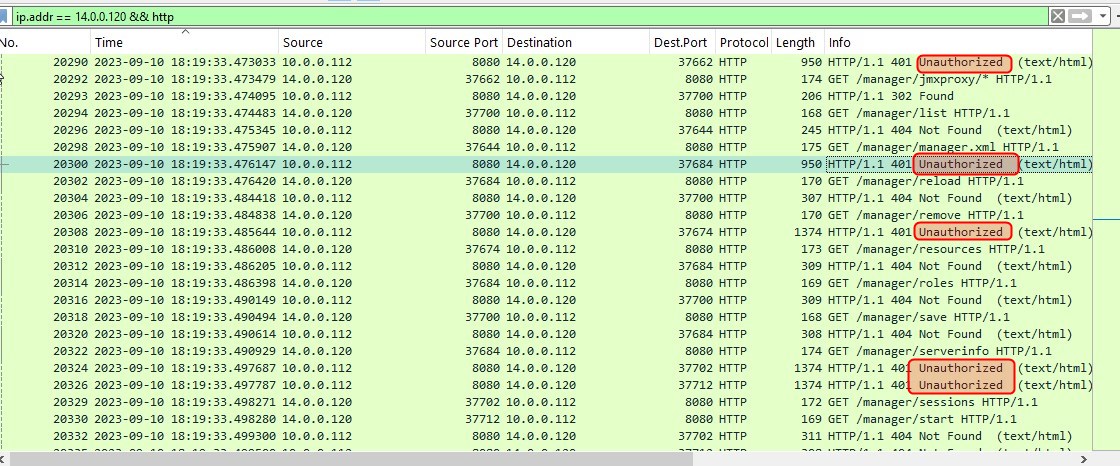 ip.addr == 14.0.0.120 && http
No. Time Source Source Port Destination Dest.Port Protocol Length Info
20290 2023-09-10 18:19:33.473033 10.0.0.112 8080 14.0.0.120 37662 HTTP 950 HTTP/1.1 401 Unauthorized (text/html)
20292 2023-09-10 18:19:33.473479 14.0.0.120 37662 10.0.0.112 8080 HTTP 174 GET /manager/jmxproxy/* HTTP/1.1
20293 2023-09-10 18:19:33.474095 10.0.0.112 8080 14.0.0.120 37700 HTTP 206 HTTP/1.1 302 Found
20294 2023-09-10 18:19:33.474483 14.0.0.120 37700 10.0.0.112 8080 HTTP 168 GET /manager/list HTTP/1.1
20296 2023-09-10 18:19:33.475345 10.0.0.112 8080 14.0.0.120 37644 HTTP 245 HTTP/1.1 404 Not Found (text/html)
20298 2023-09-10 18:19:33.475907 14.0.0.120 37644 10.0.0.112 8080 HTTP 175 GET /manager/manager.xml HTTP/1.1
20300 2023-09-10 18:19:33.476147 10.0.0.112 8080 14.0.0.120 37684 HTTP 950 HTTP/1.1 401 Unauthorized (text/html)
20302 2023-09-10 18:19:33.476420 14.0.0.120 37684 10.0.0.112 8080 HTTP 170 GET /manager/reload HTTP/1.1
20304 2023-09-10 18:19:33.484418 10.0.0.112 8080 14.0.0.120 37700 HTTP 307 HTTP/1.1 404 Not Found (text/html)
20306 2023-09-10 18:19:33.484838 14.0.0.120 37700 10.0.0.112 8080 HTTP 170 GET /manager/remove HTTP/1.1
20308 2023-09-10 18:19:33.485644 10.0.0.112 8080 14.0.0.120 37674 HTTP 1374 HTTP/1.1 401 Unauthorized (text/html)
20310 2023-09-10 18:19:33.486008 14.0.0.120 37674 10.0.0.112 8080 HTTP 173 GET /manager/resources HTTP/1.1
20312 2023-09-10 18:19:33.486205 10.0.0.112 8080 14.0.0.120 37684 HTTP 309 HTTP/1.1 404 Not Found (text/html)
20314 2023-09-10 18:19:33.486398 14.0.0.120 37684 10.0.0.112 8080 HTTP 169 GET /manager/roles HTTP/1.1
20316 2023-09-10 18:19:33.490149 10.0.0.112 8080 14.0.0.120 37700 HTTP 309 HTTP/1.1 404 Not Found (text/html)
20318 2023-09-10 18:19:33.490494 14.0.0.120 37700 10.0.0.112 8080 HTTP 168 GET /manager/save HTTP/1.1
20320 2023-09-10 18:19:33.490614 10.0.0.112 8080 14.0.0.120 37684 HTTP 308 HTTP/1.1 404 Not Found (text/html)
20322 2023-09-10 18:19:33.490929 14.0.0.120 37684 10.0.0.112 8080 HTTP 174 GET /manager/serverinfo HTTP/1.1
20324 2023-09-10 18:19:33.497687 10.0.0.112 8080 14.0.0.120 37702 HTTP 1374 HTTP/1.1 401 Unauthorized (text/html)
20326 2023-09-10 18:19:33.497787 10.0.0.112 8080 14.0.0.120 37712 HTTP 1374 HTTP/1.1 401 Unauthorized (text/html)
20329 2023-09-10 18:19:33.498271 14.0.0.120 37702 10.0.0.112 8080 HTTP 172 GET /manager/sessions HTTP/1.1
20330 2023-09-10 18:19:33.498280 14.0.0.120 37712 10.0.0.112 8080 HTTP 169 GET /manager/start HTTP/1.1
20332 2023-09-10 18:19:33.499300 10.0.0.112 8080 14.0.0.120 37702 HTTP 311 HTTP/1.1 404 Not Found (text/html)